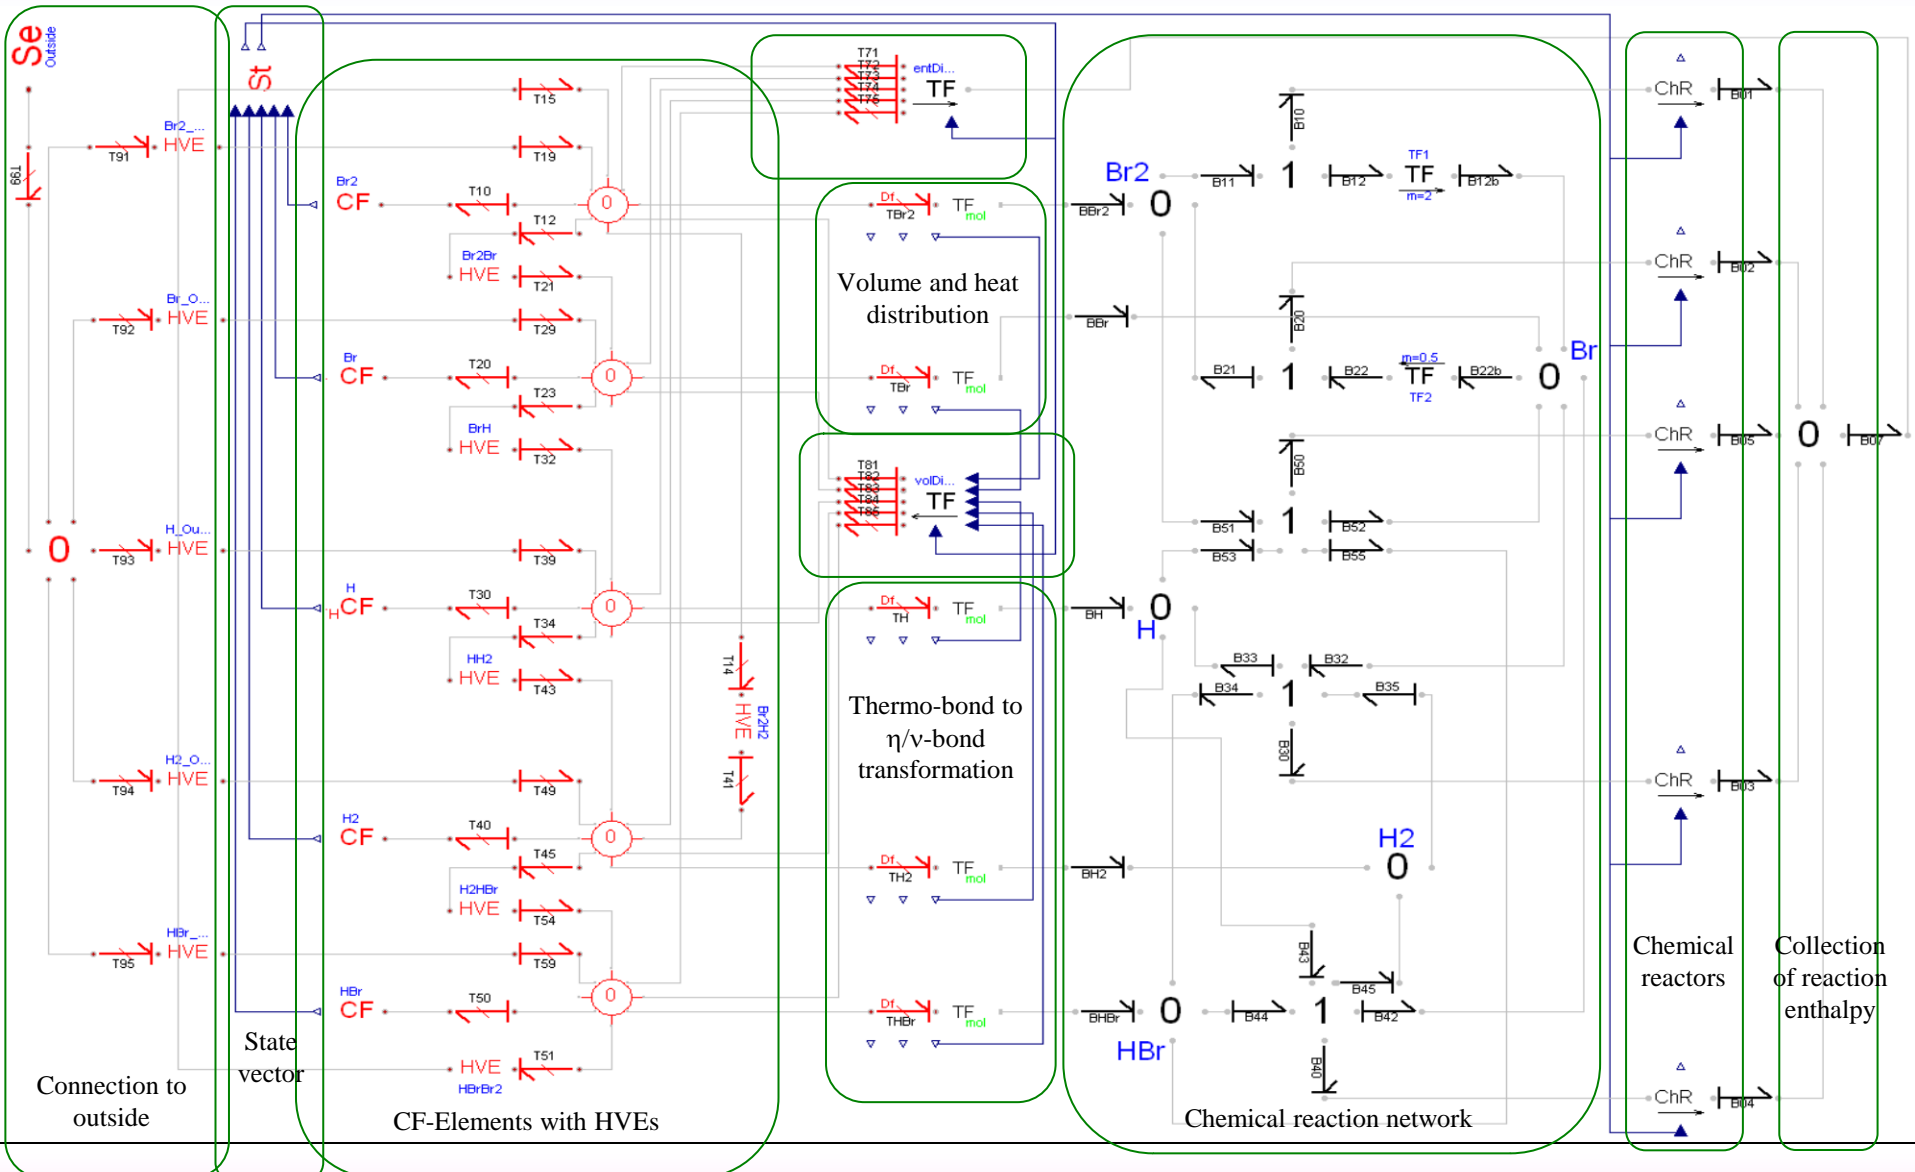 Se
Outside
T99
Br2_...
T91
HVE
Br_O...
T92
HVE
0
H_Ou...
T93
HVE
H2_O...
T94
HVE
HBr_...
T95
HVE
Connection to
outside
St
State
vector
T15
T19
Br2
CF
T10
0
T12
Br2Br
HVE
T21
T29
Br
CF
T20
0
T23
BrH
HVE
T32
T39
H
H
CF
T30
0
T34
HH2
HVE
T43
T14
HVE
Br2H2
T41
T49
H2
CF
T40
0
T45
H2HBr
HVE
T54
T59
HBr
CF
T50
0
T51
HVE
HBrBr2
CF-Elements with HVEs
T71
T72
T73
T74
T75
entDi...
TF
Df
TBr2
TF
mol
Volume and heat
distribution
Df
TBr
TF
mol
T81
T82
T83
T84
T85
volDi...
TF
Df
TH
TF
mol
Thermo-bond to
η/ν-bond
transformation
Df
TH2
TF
mol
Df
THBr
TF
mol
BBr2
Br2
0
B11
B10
1
B12
TF1
TF
m=2
B12b
BBr
B20
B21
1
B22
m=0.5
TF
TF2
B22b
0
Br
B50
B51
1
B52
B53
B55
BH
0
H
B33
B32
B34
1
B35
B30
H2
0
BH2
B43
B45
BHBr
0
HBr
B44
1
B42
B40
Chemical reaction network
ChR
B01
ChR
B02
ChR
B05
0
B07
ChR
B03
Chemical
reactors
Collection
of reaction
enthalpy
ChR
B04